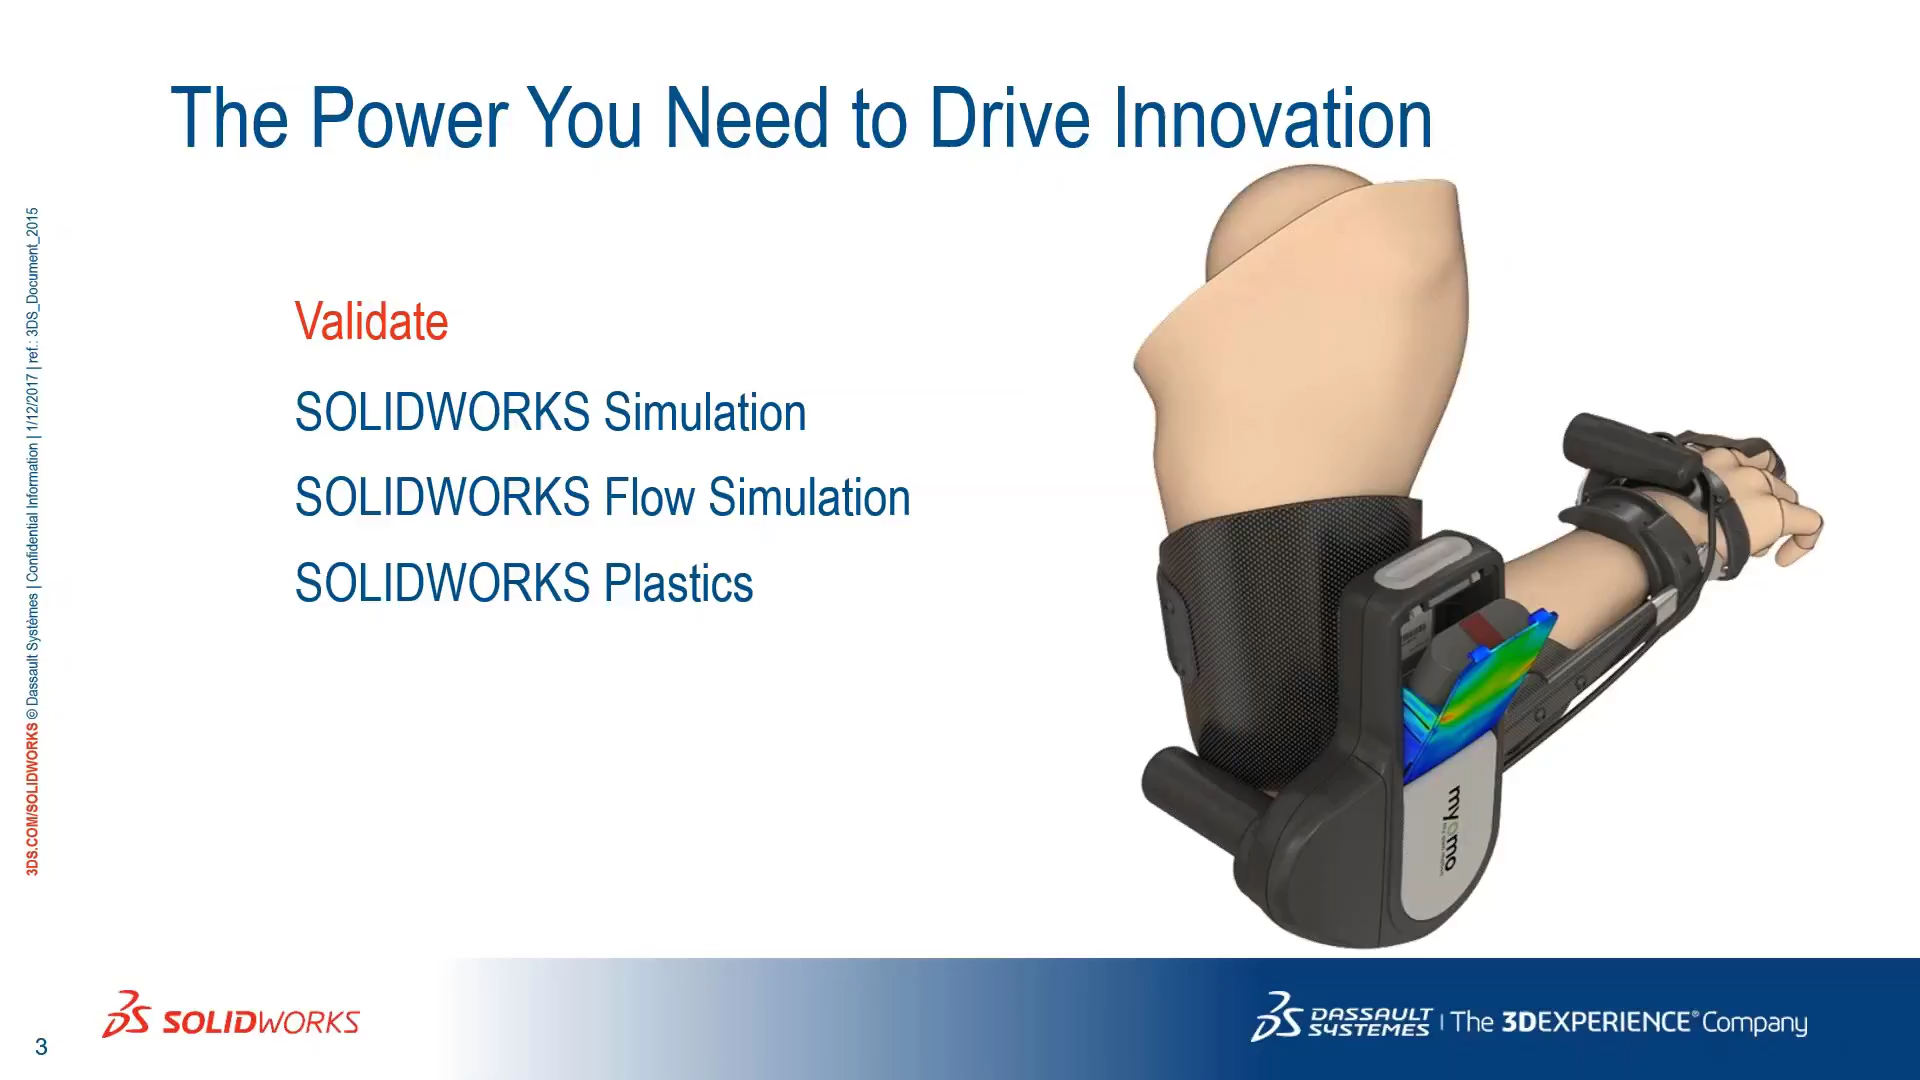 The Power You Need to Drive Innovation
Validate
SOLIDWORKS Simulation
SOLIDWORKS Flow Simulation
SOLIDWORKS Plastics
3DS.COM/SOLIDWORKS © Dassault Systèmes | Confidential Information | 1/12/2017 | ref.: 3DS_Document_2015
myomo
3
SOLIDWORKS
DASSAULT SYSTEMES | The 3DEXPERIENCE® Company